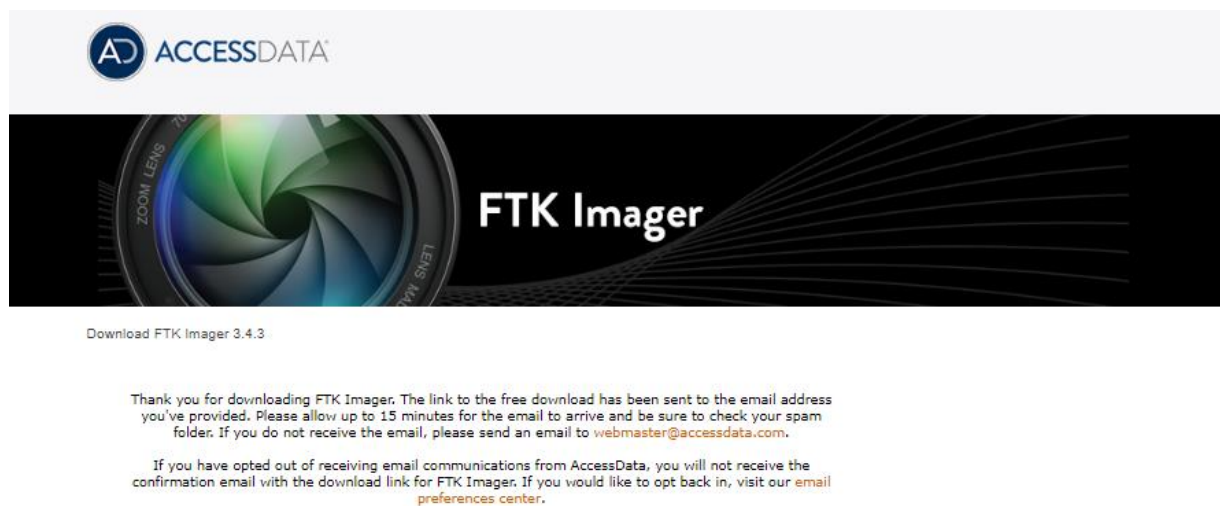 AD ACCESSDATA
70
ZOOM LENS
LENS
FTK Imager
Download FTK Imager 3.4.3
Thank you for downloading FTK Imager. The link to the free download has been sent to the email address
you've provided. Please allow up to 15 minutes for the email to arrive and be sure to check your spam
folder. If you do not receive the email, please send an email to webmaster@accessdata.com.
If you have opted out of receiving email communications from AccessData, you will not receive the
confirmation email with the download link for FTK Imager. If you would like to opt back in, visit our email
preferences center.